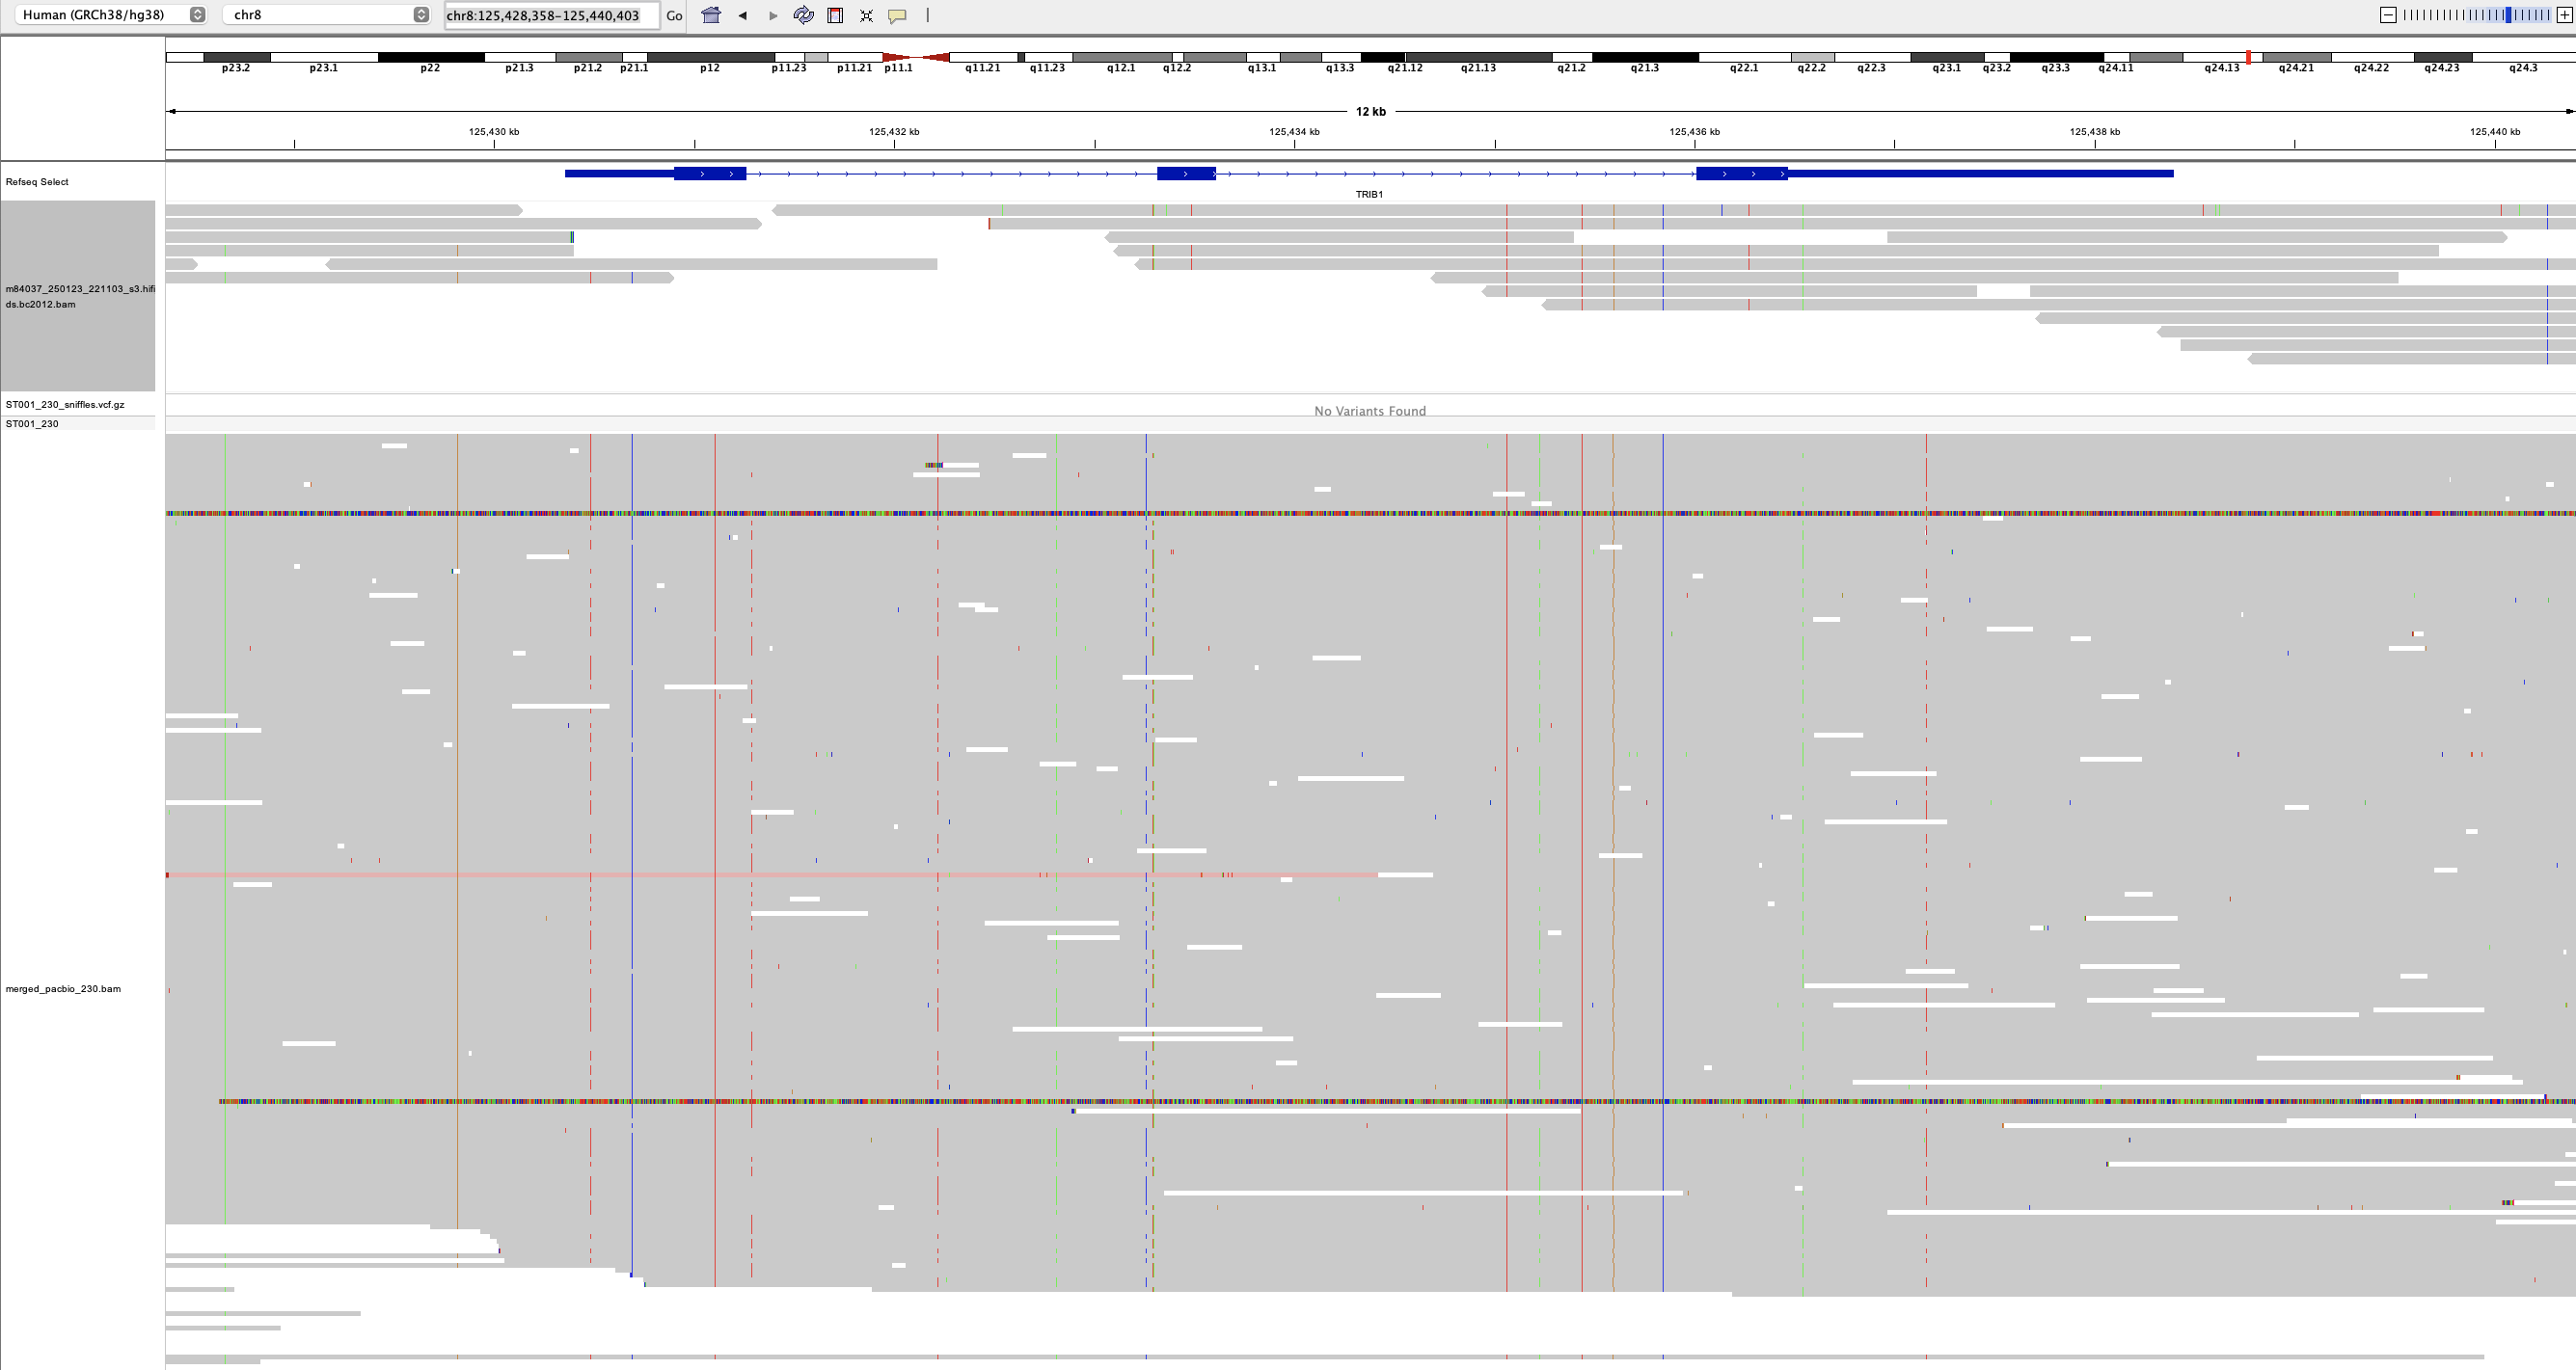 Human (GRCh38/hg38) chr8 chr8:125,428,358-125,440,403 Go
p23.2 p23.1 p22 p21.3 p21.2 p21.1 p12 p11.23 p11.21 p11.1 q11.21 q11.23 q12.1 q12.2 q13.1 q13.3 q21.12 q21.13 q21.2 q21.3 q22.1 q22.2 q22.3 q23.1 q23.2 q23.3 q24.11 q24.13 q24.21 q24.22 q24.23 q24.3
12 kb
125,430 kb 125,432 kb 125,434 kb 125,436 kb 125,438 kb 125,440 kb
Refseq Select
TRIB1
m84037_250123_221103_s3.hifi
ds.bc2012.bam
ST001_230_sniffles.vcf.gz
No Variants Found
ST001_230
merged_pacbio_230.bam